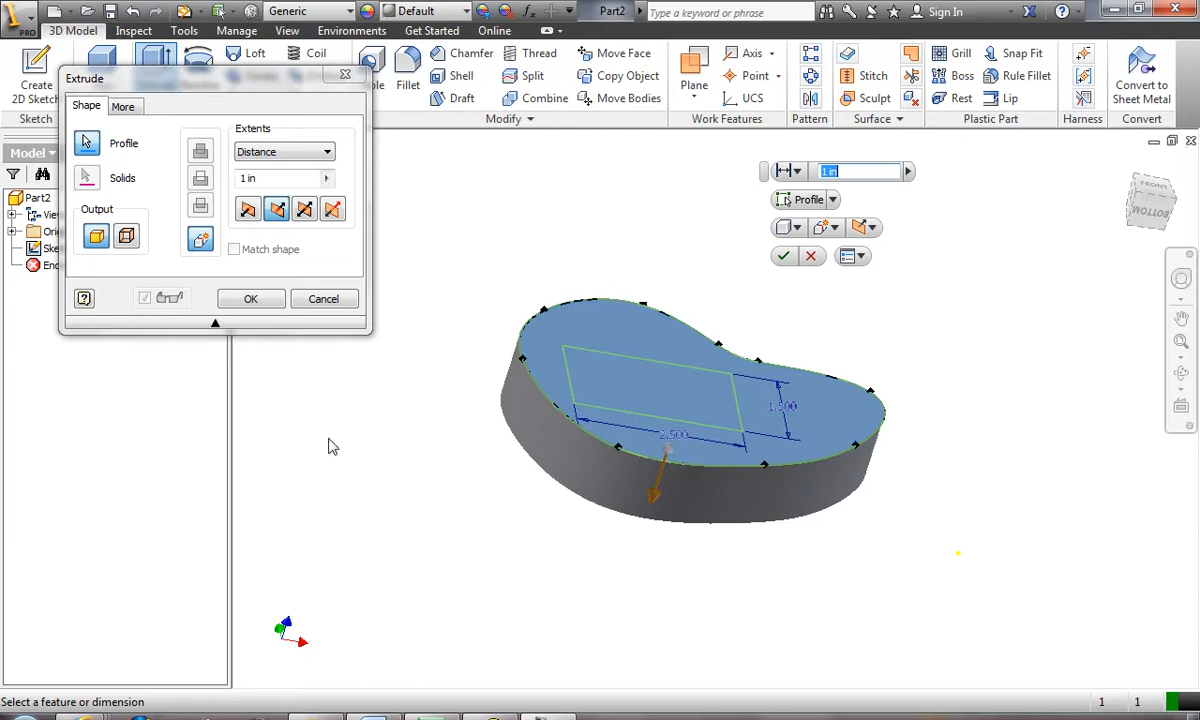 Generic
Default
Part2
Type a keyword or phrase
Sign In
PRO
3D Model
Inspect
Tools
Manage
View
Environments
Get Started
Online
Create
2D Sketch
Sketch
Loft
Coil
Fillet
Chamfer
Shell
Draft
Thread
Split
Combine
Move Face
Copy Object
Move Bodies
Modify
Plane
Axis
Point
UCS
Work Features
Pattern
Stitch
Sculpt
Surface
Grill
Boss
Rest
Snap Fit
Rule Fillet
Lip
Plastic Part
Harness
Convert to
Sheet Metal
Convert
Extrude
Shape
More
Profile
Solids
Output
Extents
Distance
1 in
Match shape
OK
Cancel
Model
Part2
1 in
Profile
FRONT
BOTTOM
1.500
2.500
Select a feature or dimension
1
1